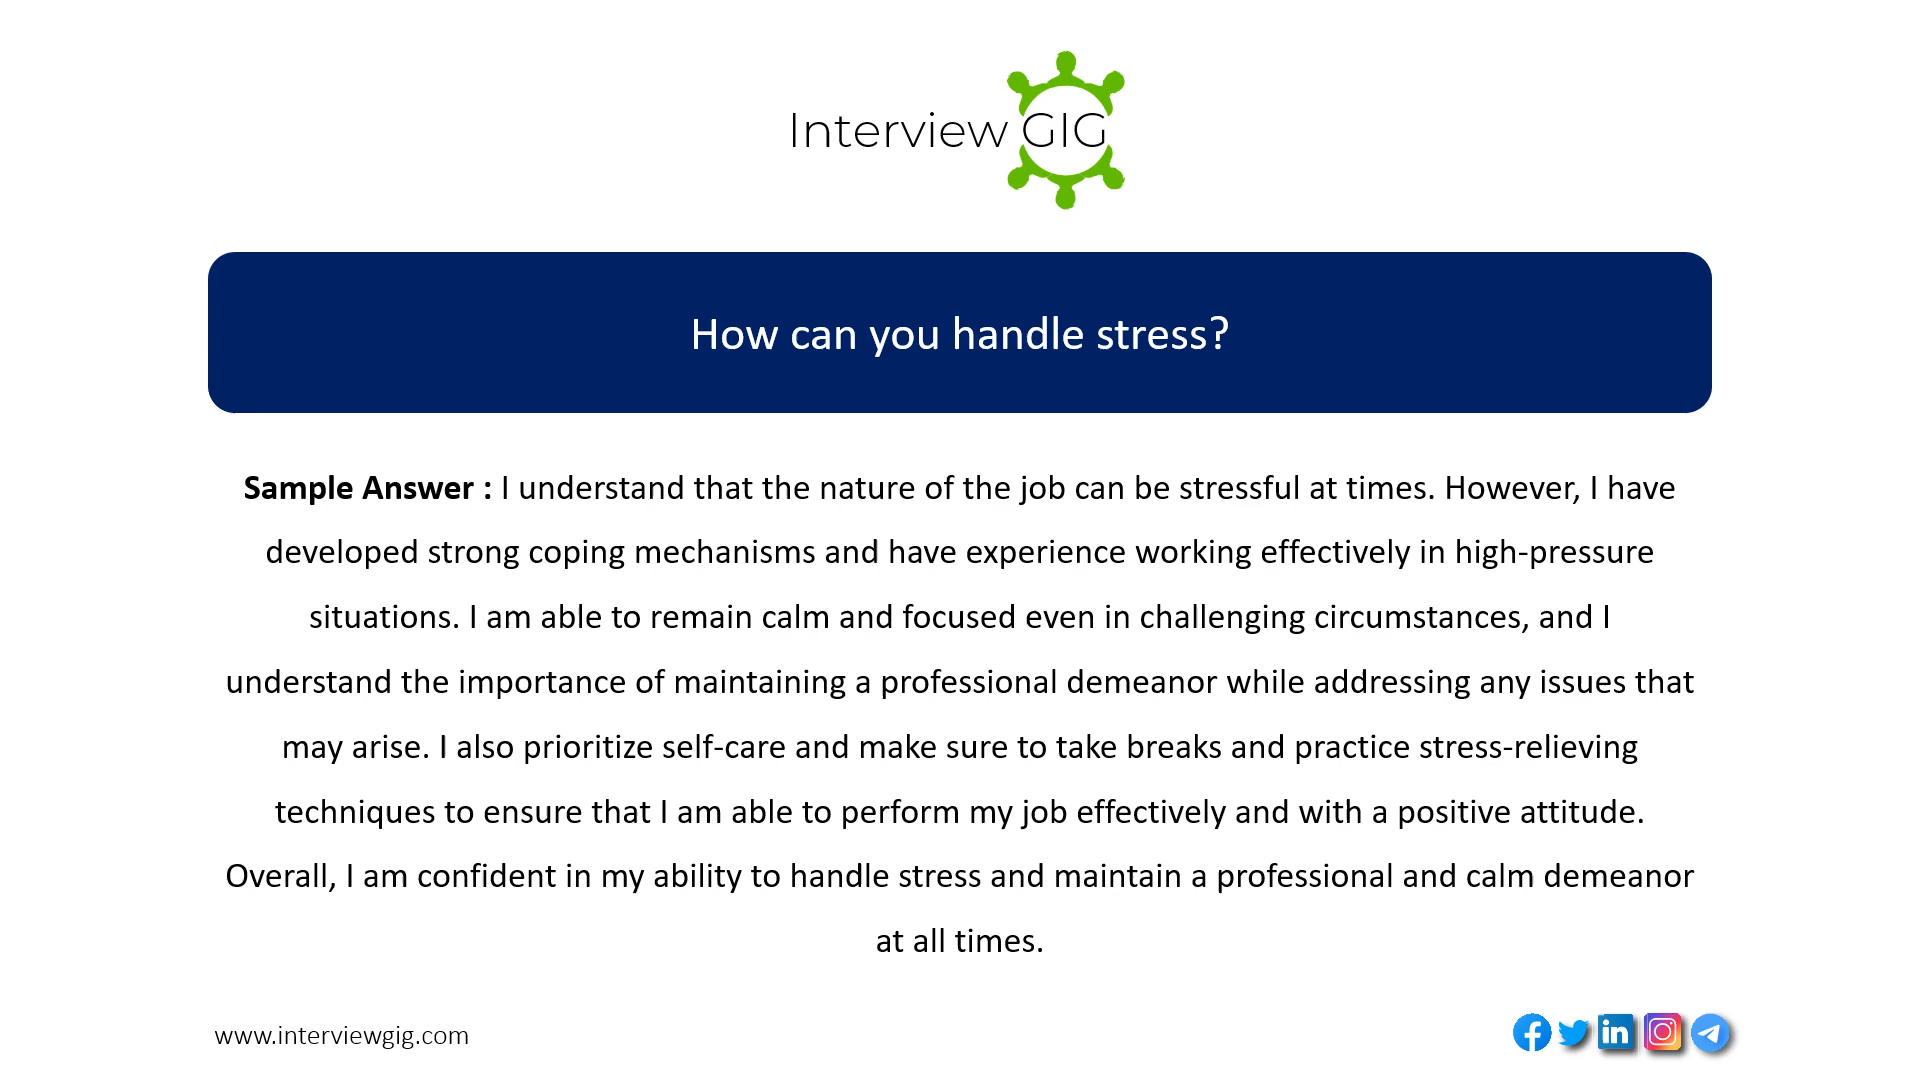 Interview GIG
How can you handle stress?
Sample Answer : I understand that the nature of the job can be stressful at times. However, I have
developed strong coping mechanisms and have experience working effectively in high-pressure
situations. I am able to remain calm and focused even in challenging circumstances, and I
understand the importance of maintaining a professional demeanor while addressing any issues that
may arise. I also prioritize self-care and make sure to take breaks and practice stress-relieving
techniques to ensure that I am able to perform my job effectively and with a positive attitude.
Overall, I am confident in my ability to handle stress and maintain a professional and calm demeanor
at all times.
www.interviewgig.com